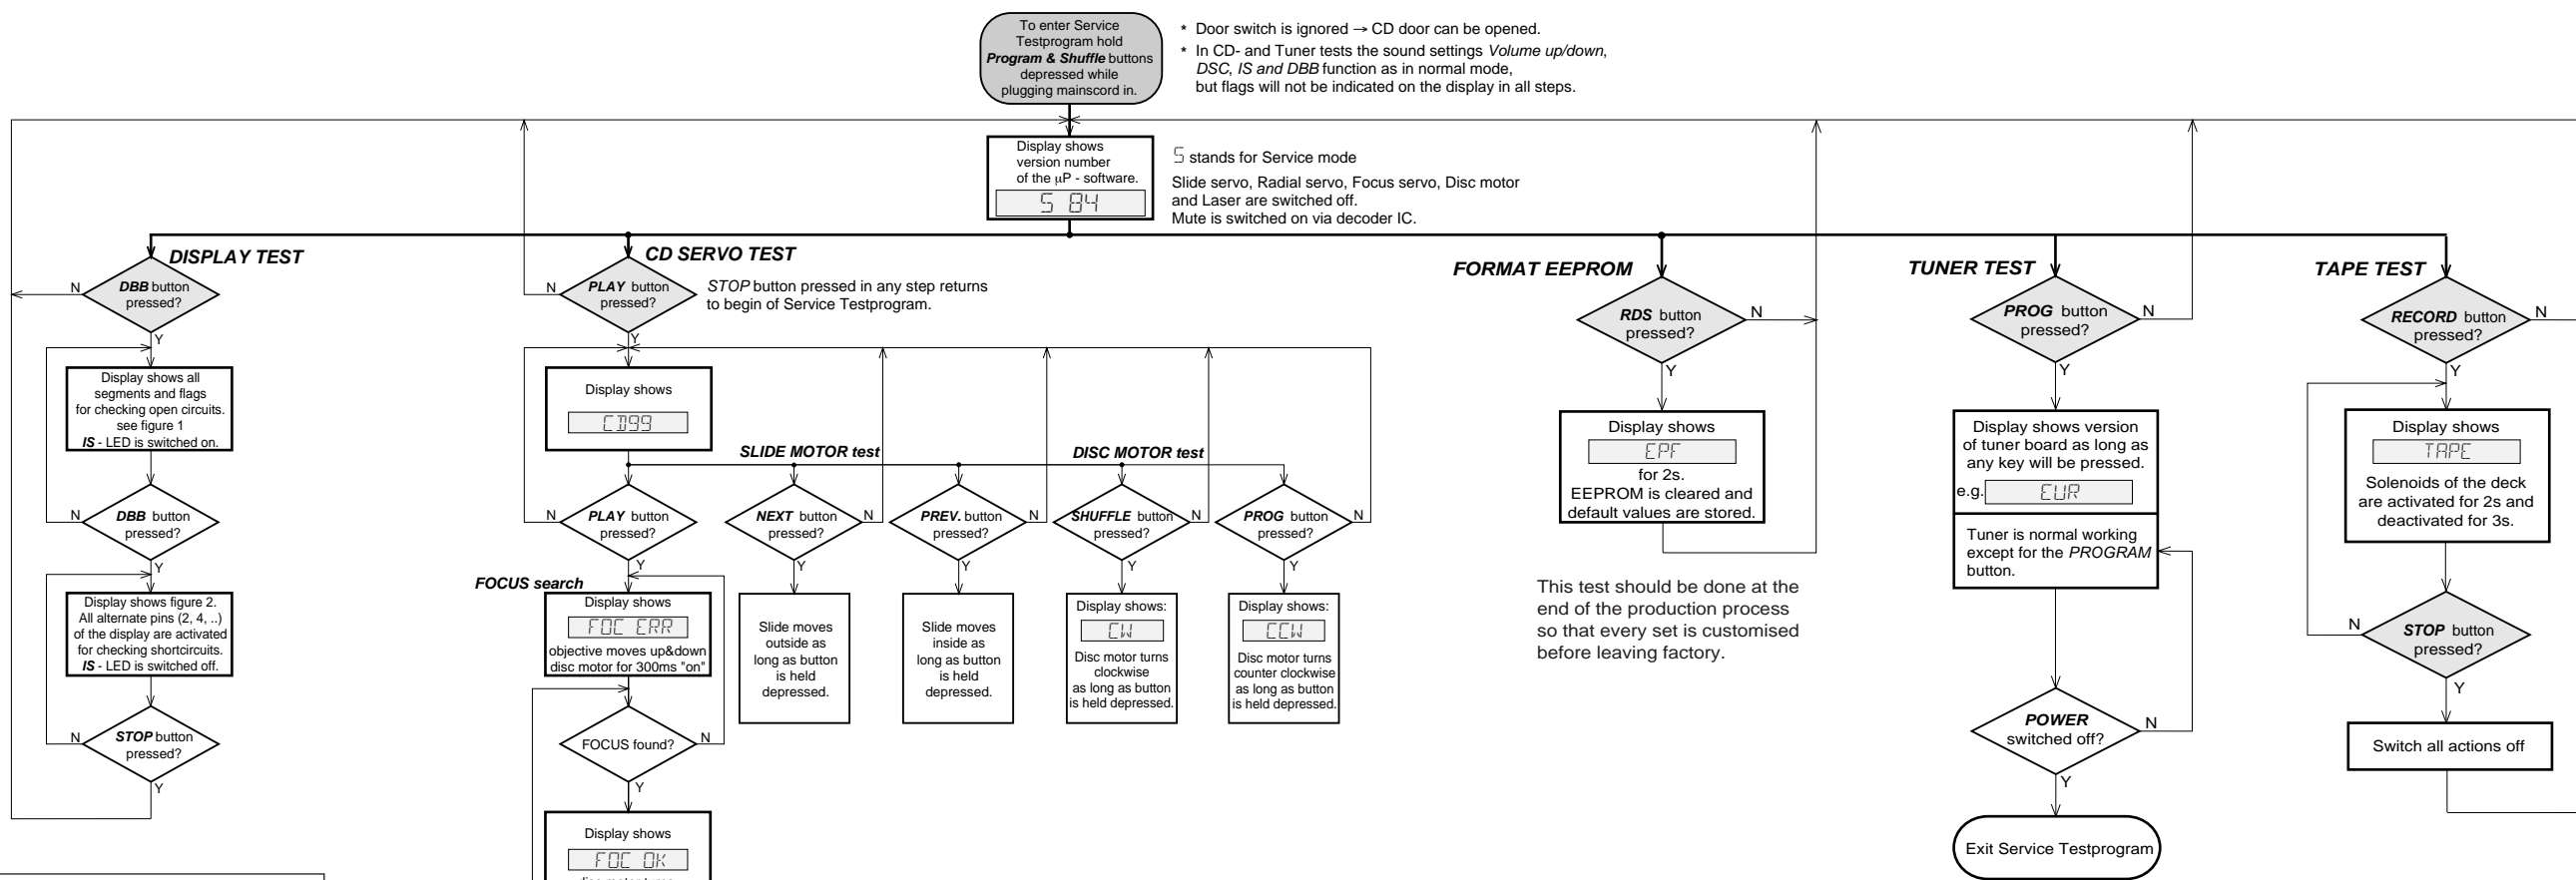 To enter Service
Testprogram hold
Program & Shuffle buttons
depressed while
plugging mainscord in.
* Door switch is ignored → CD door can be opened.
* In CD- and Tuner tests the sound settings Volume up/down,
DSC, IS and DBB function as in normal mode,
but flags will not be indicated on the display in all steps.
Display shows
version number
of the µP - software.
S 84
S stands for Service mode
Slide servo, Radial servo, Focus servo, Disc motor
and Laser are switched off.
Mute is switched on via decoder IC.
DISPLAY TEST
DBB button
pressed?
N
Y
Display shows all
segments and flags
for checking open circuits.
see figure 1
IS - LED is switched on.
DBB button
pressed?
N
Y
Display shows figure 2.
All alternate pins (2, 4, ..)
of the display are activated
for checking shortcircuits.
IS - LED is switched off.
STOP button
pressed?
N
Y
CD SERVO TEST
PLAY button
pressed?
N
Y
STOP button pressed in any step returns
to begin of Service Testprogram.
Display shows
CD99
SLIDE MOTOR test
DISC MOTOR test
PLAY button
pressed?
N
Y
NEXT button
pressed?
N
Y
PREV. button
pressed?
N
Y
SHUFFLE button
pressed?
N
Y
PROG button
pressed?
N
Y
FOCUS search
Display shows
FOC ERR
objective moves up&down
disc motor for 300ms "on"
Slide moves
outside as
long as button
is held
depressed.
Slide moves
inside as
long as button
is held
depressed.
Display shows:
CW
Disc motor turns
clockwise
as long as button
is held depressed.
Display shows:
CCW
Disc motor turns
counter clockwise
as long as button
is held depressed.
FOCUS found?
N
Y
Display shows
FOC OK
FORMAT EEPROM
RDS button
pressed?
N
Y
Display shows
EPF
for 2s.
EEPROM is cleared and
default values are stored.
This test should be done at the
end of the production process
so that every set is customised
before leaving factory.
TUNER TEST
PROG button
pressed?
N
Y
Display shows version
of tuner board as long as
any key will be pressed.
e.g. EUR
Tuner is normal working
except for the PROGRAM
button.
POWER
switched off?
N
Y
Exit Service Testprogram
TAPE TEST
RECORD button
pressed?
N
Y
Display shows
TAPE
Solenoids of the deck
are activated for 2s and
deactivated for 3s.
STOP button
pressed?
N
Y
Switch all actions off